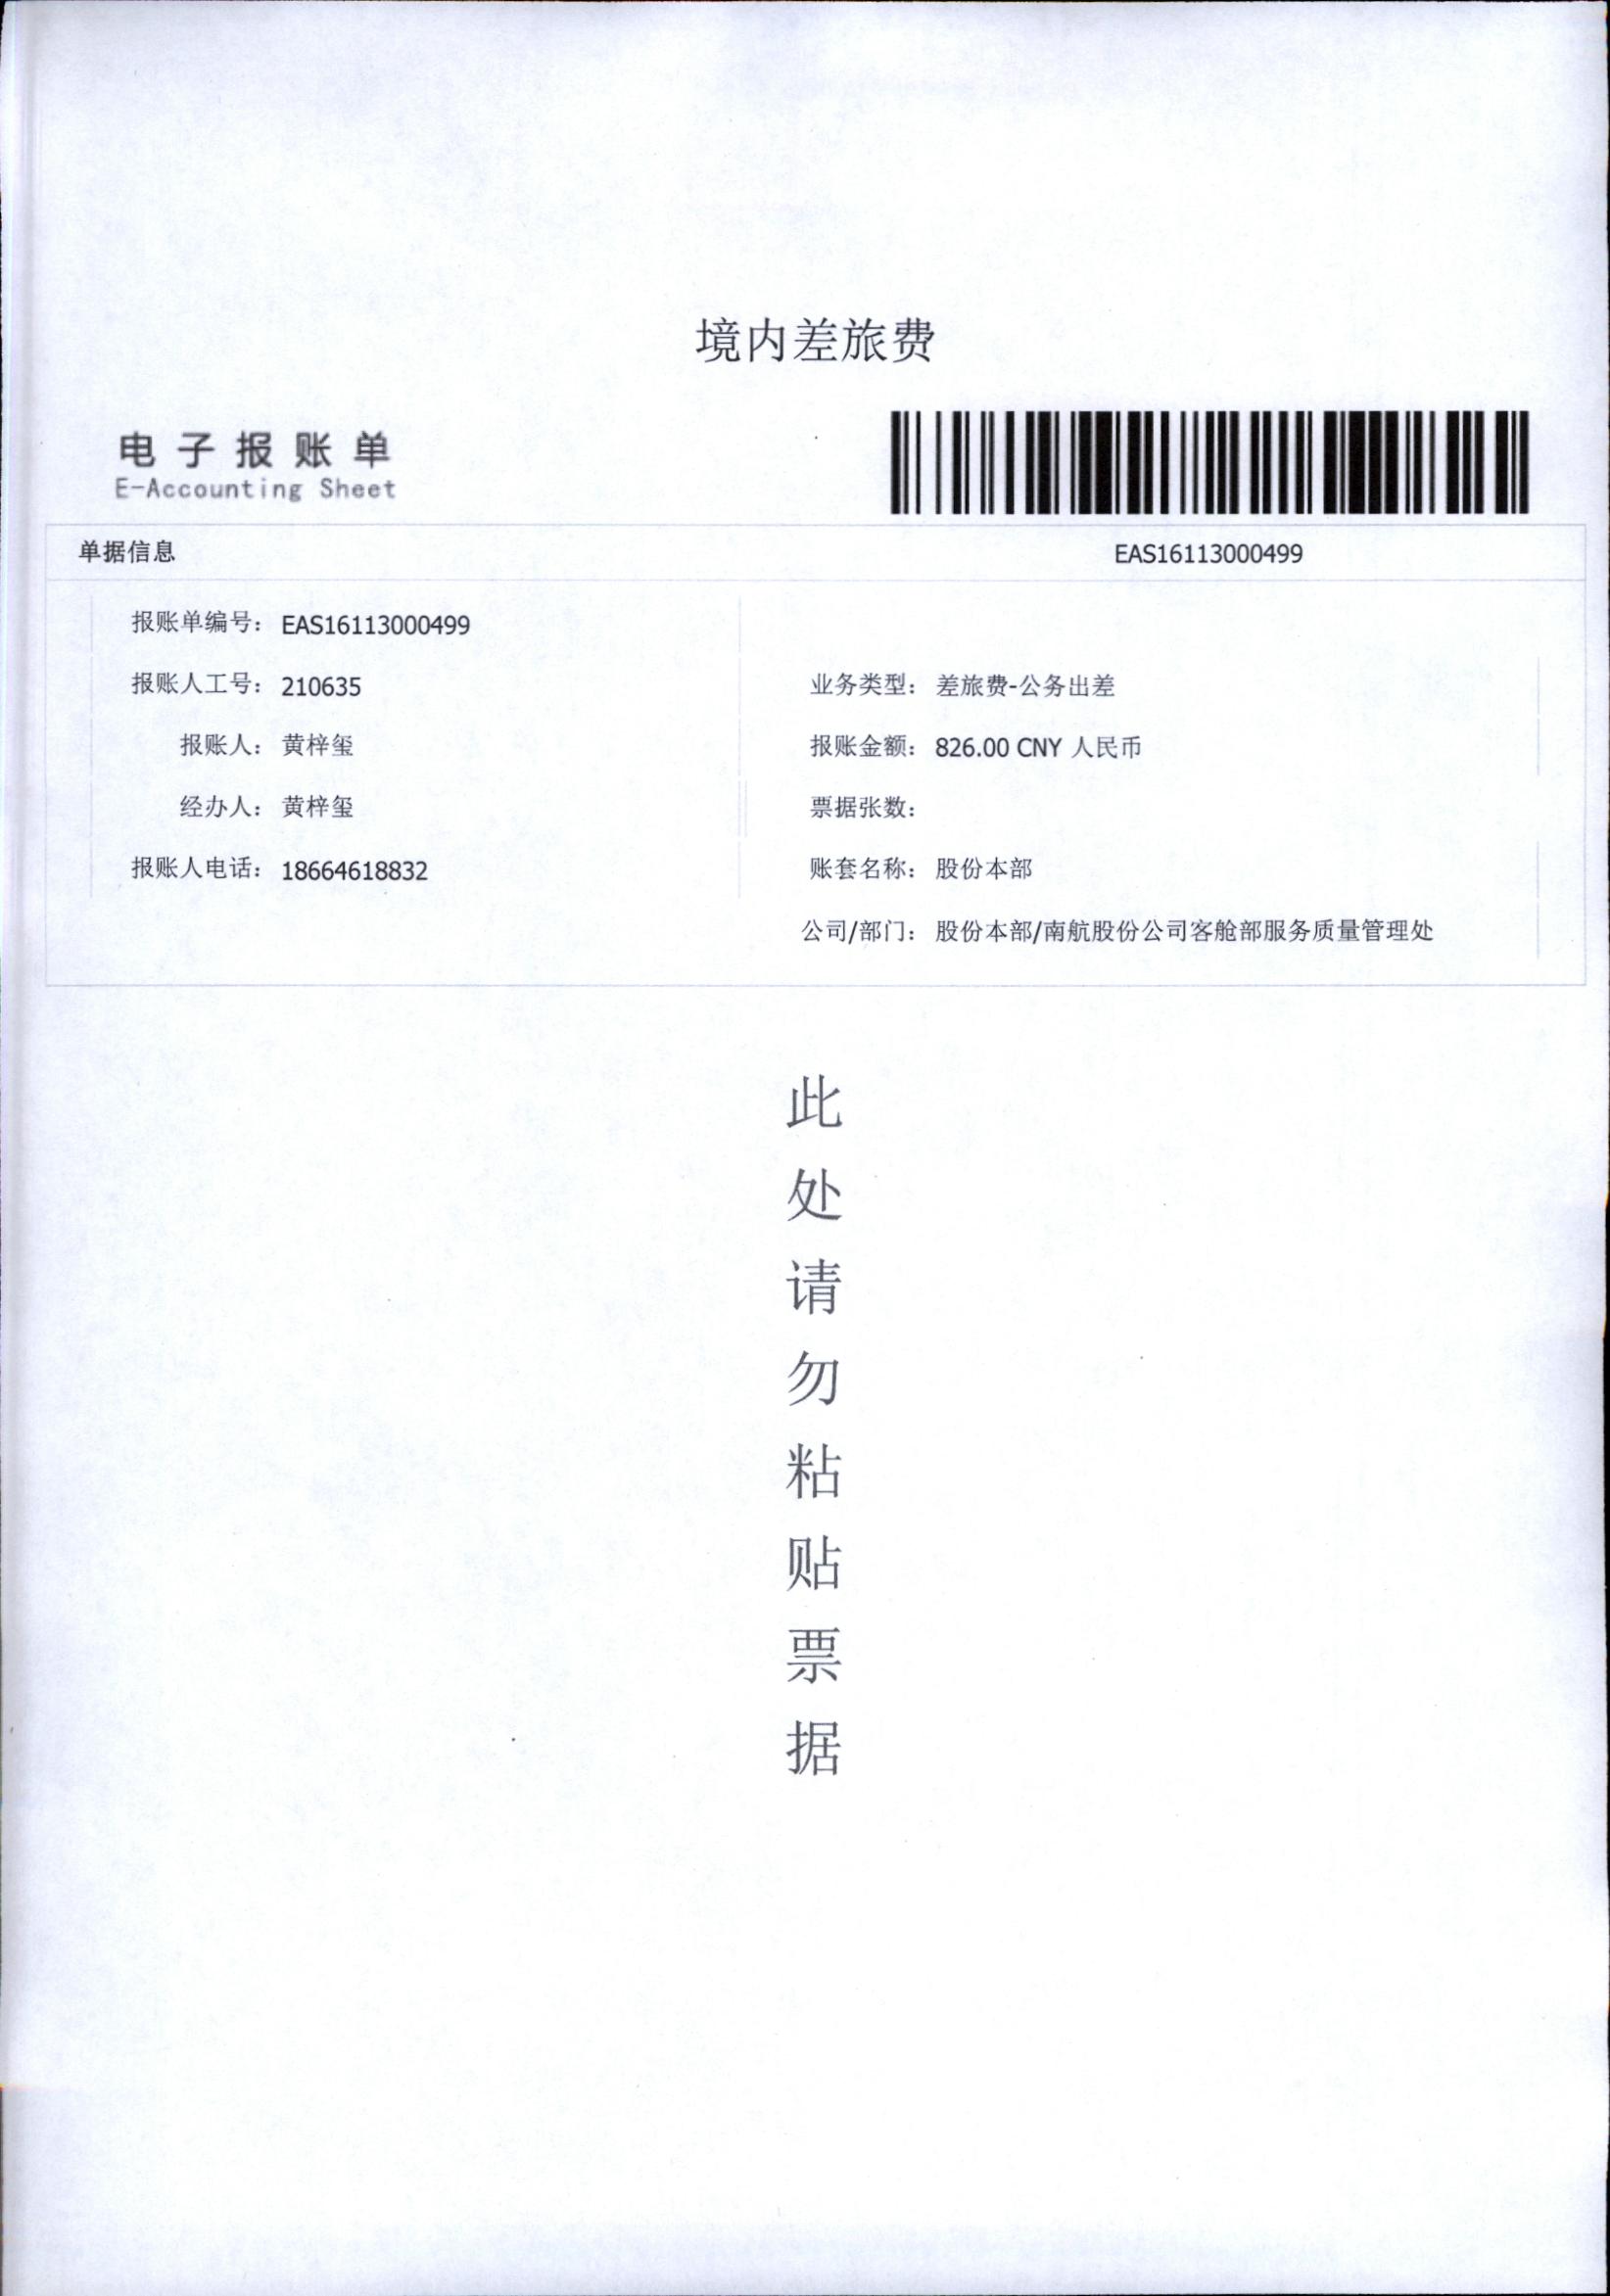 境内差旅费
电子报账单
E-Accounting Sheet
单据信息
EAS16113000499
报账单编号: EAS16113000499
报账人工号: 210635
业务类型: 差旅费-公务出差
报账人: 黄梓玺
报账金额: 826.00 CNY 人民币
经办人: 黄梓玺
票据张数:
报账人电话: 18664618832
账套名称: 股份本部
公司/部门: 股份本部/南航股份公司客舱部服务质量管理处
此
处
请
勿
粘
贴
票
据